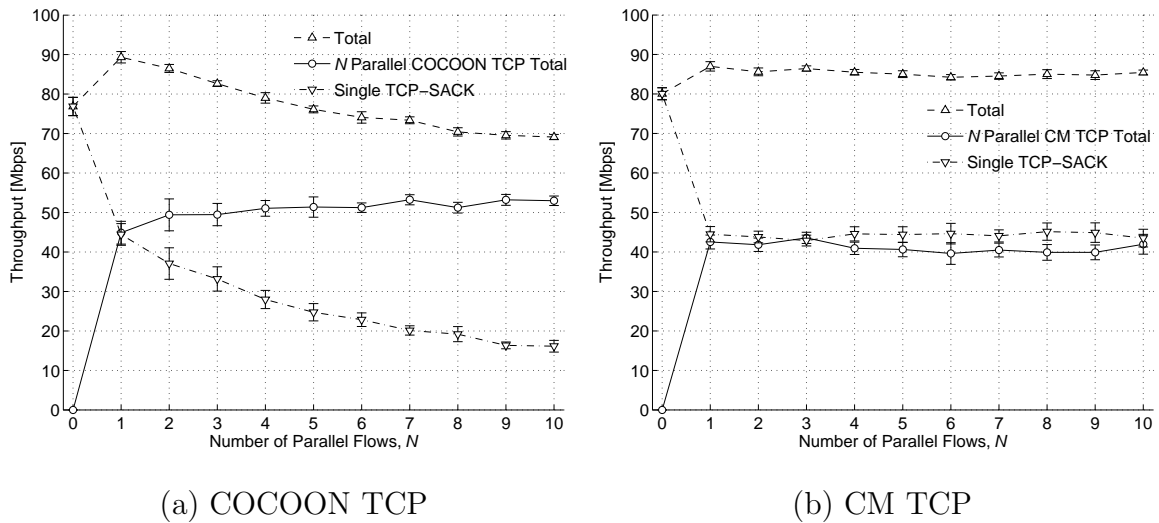 100
90
80
70
60
50
40
30
20
10
0
Throughput [Mbps]
Total
N Parallel COCOON TCP Total
Single TCP−SACK
0 1 2 3 4 5 6 7 8 9 10
Number of Parallel Flows, N
(a) COCOON TCP
100
90
80
70
60
50
40
30
20
10
0
Throughput [Mbps]
Total
N Parallel CM TCP Total
Single TCP−SACK
0 1 2 3 4 5 6 7 8 9 10
Number of Parallel Flows, N
(b) CM TCP